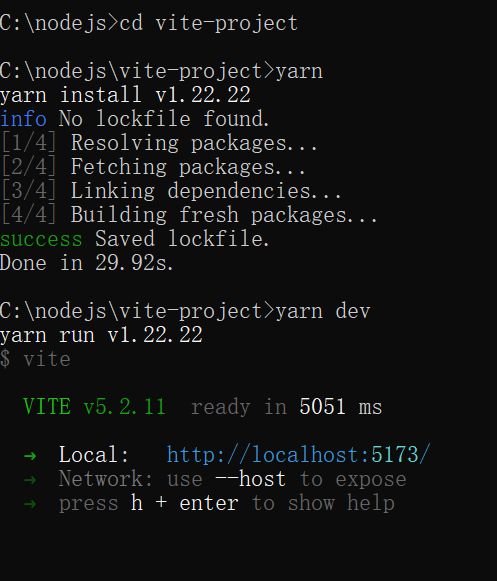 C:\nodejs>cd vite-project
C:\nodejs\vite-project>yarn
yarn install v1.22.22
info No lockfile found.
[1/4] Resolving packages...
[2/4] Fetching packages...
[3/4] Linking dependencies...
[4/4] Building fresh packages...
success Saved lockfile.
Done in 29.92s.
C:\nodejs\vite-project>yarn dev
yarn run v1.22.22
$ vite
VITE v5.2.11 ready in 5051 ms
➜ Local: http://localhost:5173/
➜ Network: use --host to expose
➜ press h + enter to show help